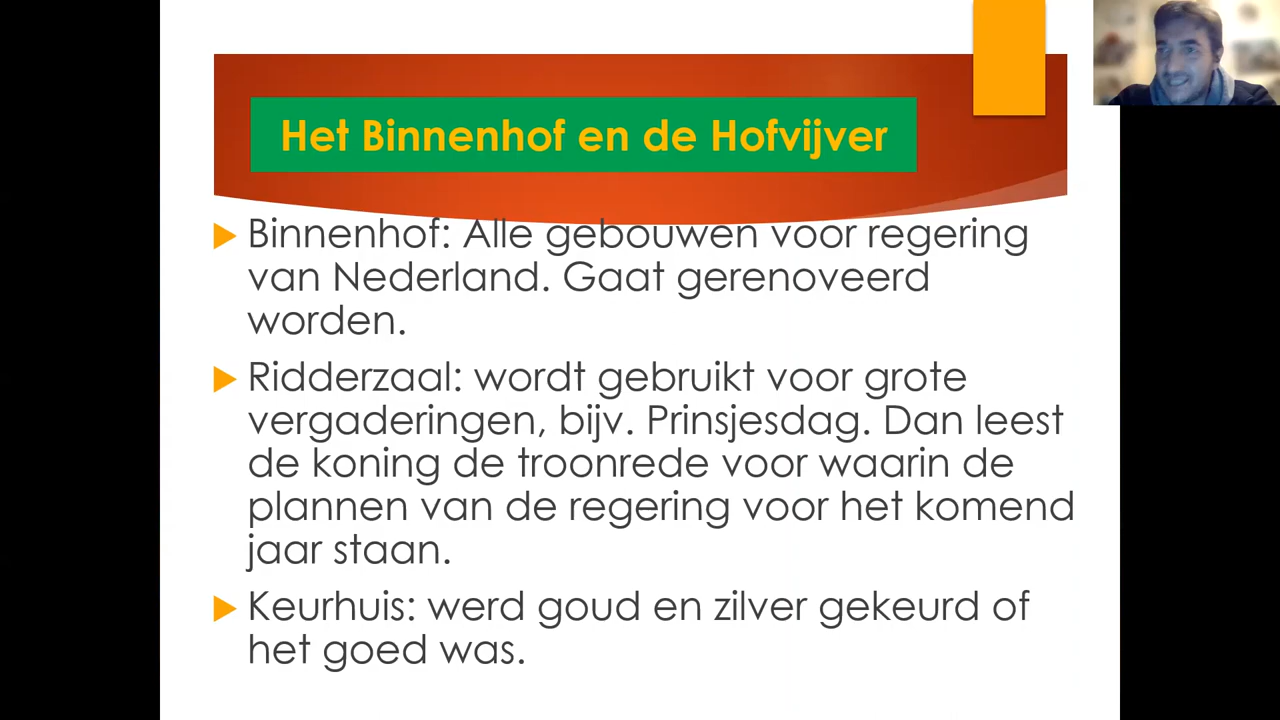 Het Binnenhof en de Hofvijver
Binnenhof: Alle gebouwen voor regering
van Nederland. Gaat gerenoveerd
worden.
Ridderzaal: wordt gebruikt voor grote
vergaderingen, bijv. Prinsjesdag. Dan leest
de koning de troonrede voor waarin de
plannen van de regering voor het komend
jaar staan.
Keurhuis: werd goud en zilver gekeurd of
het goed was.